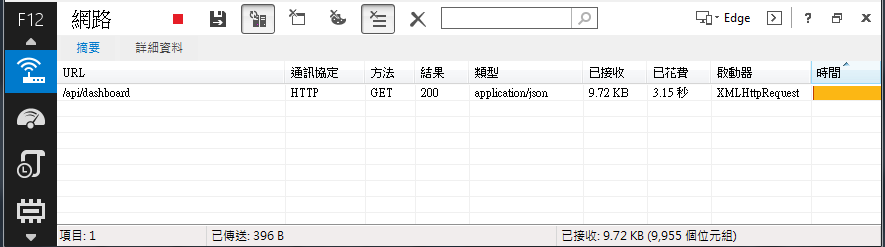 F12 網路 Edge ?
摘要 詳細資料
URL 通訊協定 方法 結果 類型 已接收 已花費 啟動器 時間
/api/dashboard HTTP GET 200 application/json 9.72 KB 3.15 秒 XMLHttpRequest
項目: 1 已傳送: 396 B 已接收: 9.72 KB (9,955 個位元組)